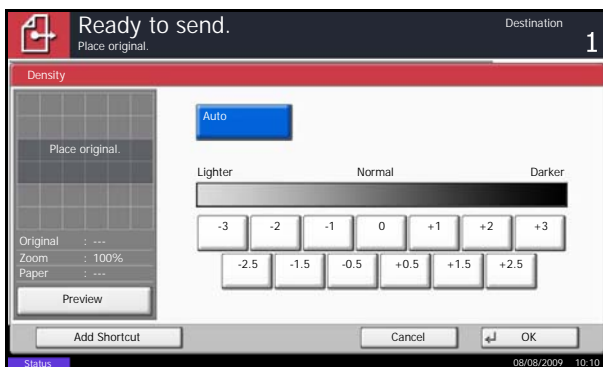 Ready to send.
Destination
Place original.
1
Density
Place original.
Auto
Lighter Normal Darker
-3 -2 -1 0 +1 +2 +3
-2.5 -1.5 -0.5 +0.5 +1.5 +2.5
Original : ---
Zoom : 100%
Paper : ---
Preview
Add Shortcut Cancel OK
Status 08/08/2009 10:10